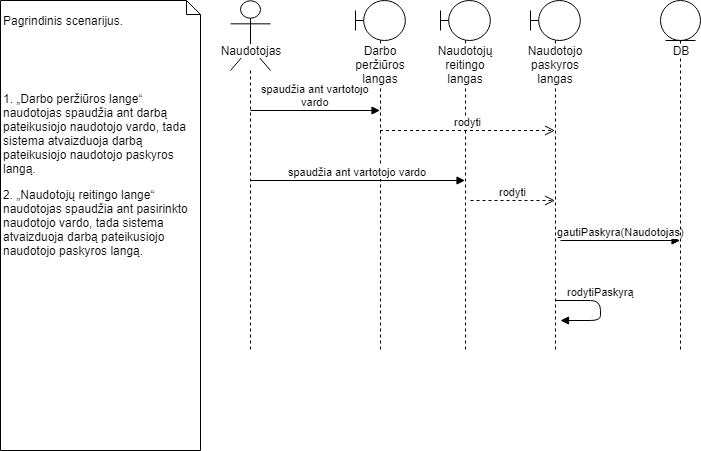 Pagrindinis scenarijus.
1. „Darbo peržiūros lange“
naudotojas spaudžia ant darbą
pateikusiojo naudotojo vardo, tada
sistema atvaizduoja darbą
pateikusiojo naudotojo paskyros
langą.
2. „Naudotojų reitingo lange“
naudotojas spaudžia ant pasirinkto
naudotojo vardo, tada sistema
atvaizduoja darbą pateikusiojo
naudotojo paskyros langą.
Naudotojas
Darbo
peržiūros
langas
Naudotojų
reitingo
langas
Naudotojo
paskyros
langas
DB
spaudžia ant vartotojo
vardo
rodyti
spaudžia ant vartotojo vardo
rodyti
gautiPaskyra(Naudotojas)
rodytiPaskyrą